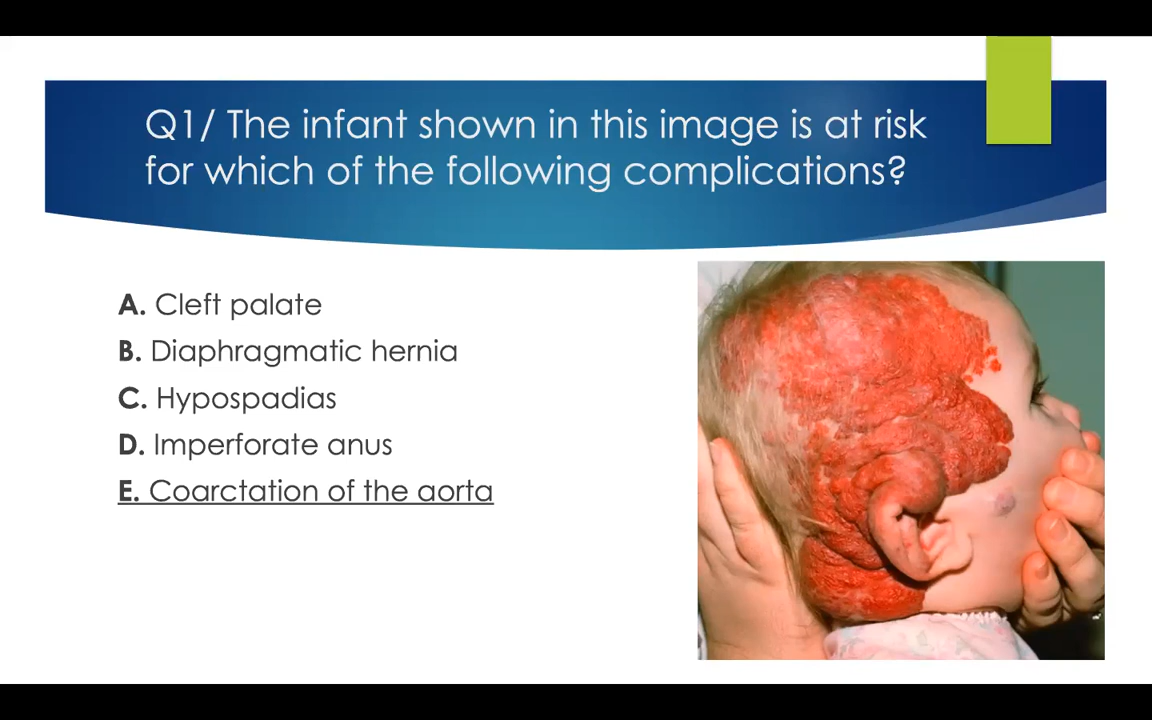 Q1/ The infant shown in this image is at risk
for which of the following complications?
A. Cleft palate
B. Diaphragmatic hernia
C. Hypospadias
D. Imperforate anus
E. Coarctation of the aorta